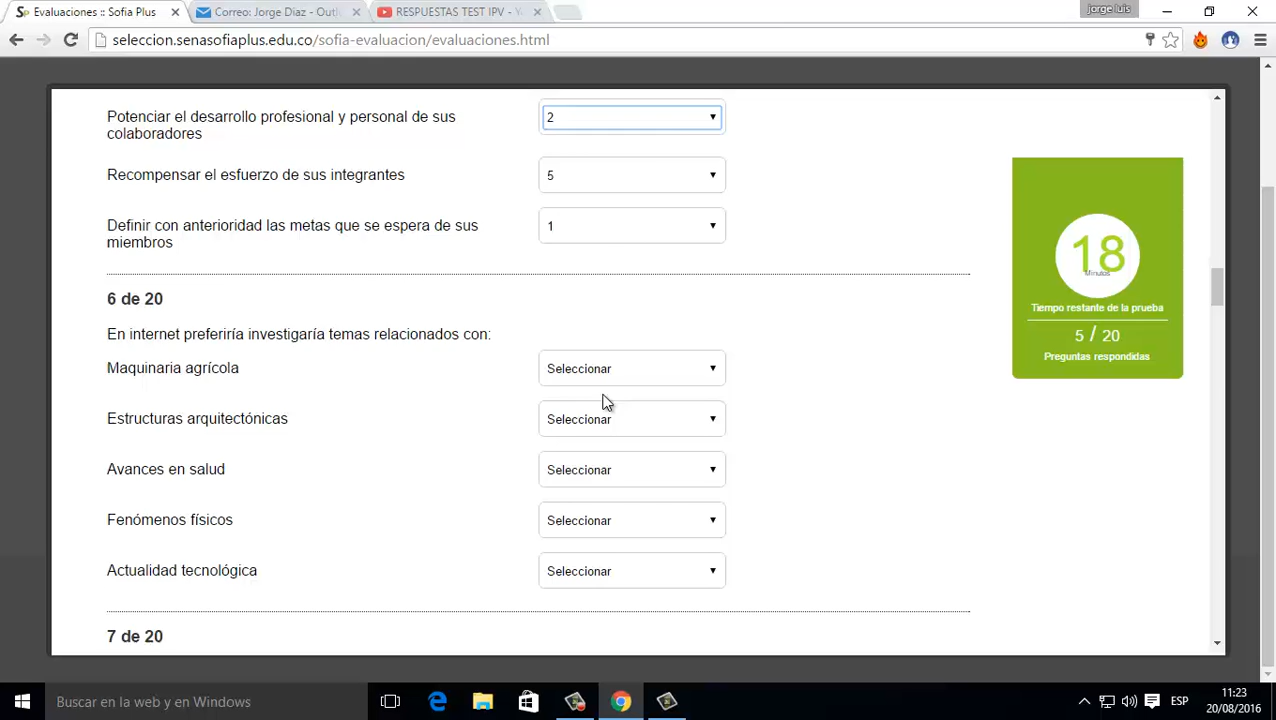 Evaluaciones :: Sofia Plus
Correo: Jorge Diaz - Outl
RESPUESTAS TEST IPV - Y
jorge luis
seleccion.senasofiaplus.edu.co/sofia-evaluacion/evaluaciones.html
Potenciar el desarrollo profesional y personal de sus
colaboradores
2
Recompensar el esfuerzo de sus integrantes
5
Definir con anterioridad las metas que se espera de sus
miembros
1
18
Minutos
Tiempo restante de la prueba
5 / 20
Preguntas respondidas
6 de 20
En internet preferiría investigaría temas relacionados con:
Maquinaria agrícola
Seleccionar
Estructuras arquitectónicas
Seleccionar
Avances en salud
Seleccionar
Fenómenos físicos
Seleccionar
Actualidad tecnológica
Seleccionar
7 de 20
Buscar en la web y en Windows
ESP
11:23
20/08/2016